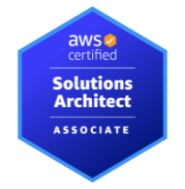 aws
certified
Solutions
Architect
ASSOCIATE